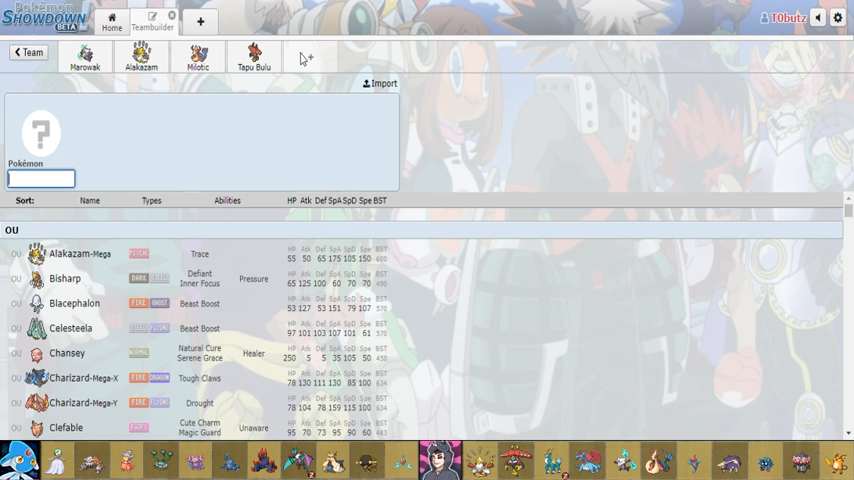 Pokémon
SHOWDOWN
BETA
Home
Teambuilder
+
T0butz
Team
Marowak
Alakazam
Milotic
Tapu Bulu
+
Import
?
Pokémon
Sort: Name Types Abilities HP Atk Def SpA SpD Spe BST
OU
OU Alakazam-Mega PSYCHC Trace HP 55 Atk 50 Def 65 SpA 175 SpD 105 Spe 150 BST 600
OU Bisharp DARK STEEL Defiant Inner Focus Pressure HP 65 Atk 125 Def 100 SpA 60 SpD 70 Spe 70 BST 490
OU Blacephalon FIRE GHOST Beast Boost HP 53 Atk 127 Def 53 SpA 151 SpD 79 Spe 107 BST 570
OU Celesteela STEEL FLYING Beast Boost HP 97 Atk 101 Def 103 SpA 107 SpD 101 Spe 61 BST 570
OU Chansey NORMAL Natural Cure Serene Grace Healer HP 250 Atk 5 Def 5 SpA 35 SpD 105 Spe 50 BST 450
OU Charizard-Mega-X FIRE DRAGON Tough Claws HP 78 Atk 130 Def 111 SpA 130 SpD 85 Spe 100 BST 634
OU Charizard-Mega-Y FIRE FLYING Drought HP 78 Atk 104 Def 78 SpA 159 SpD 115 Spe 100 BST 634
OU Clefable FAIRY Cute Charm Magic Guard Unaware HP 95 Atk 70 Def 73 SpA 95 SpD 90 Spe 60 BST 483